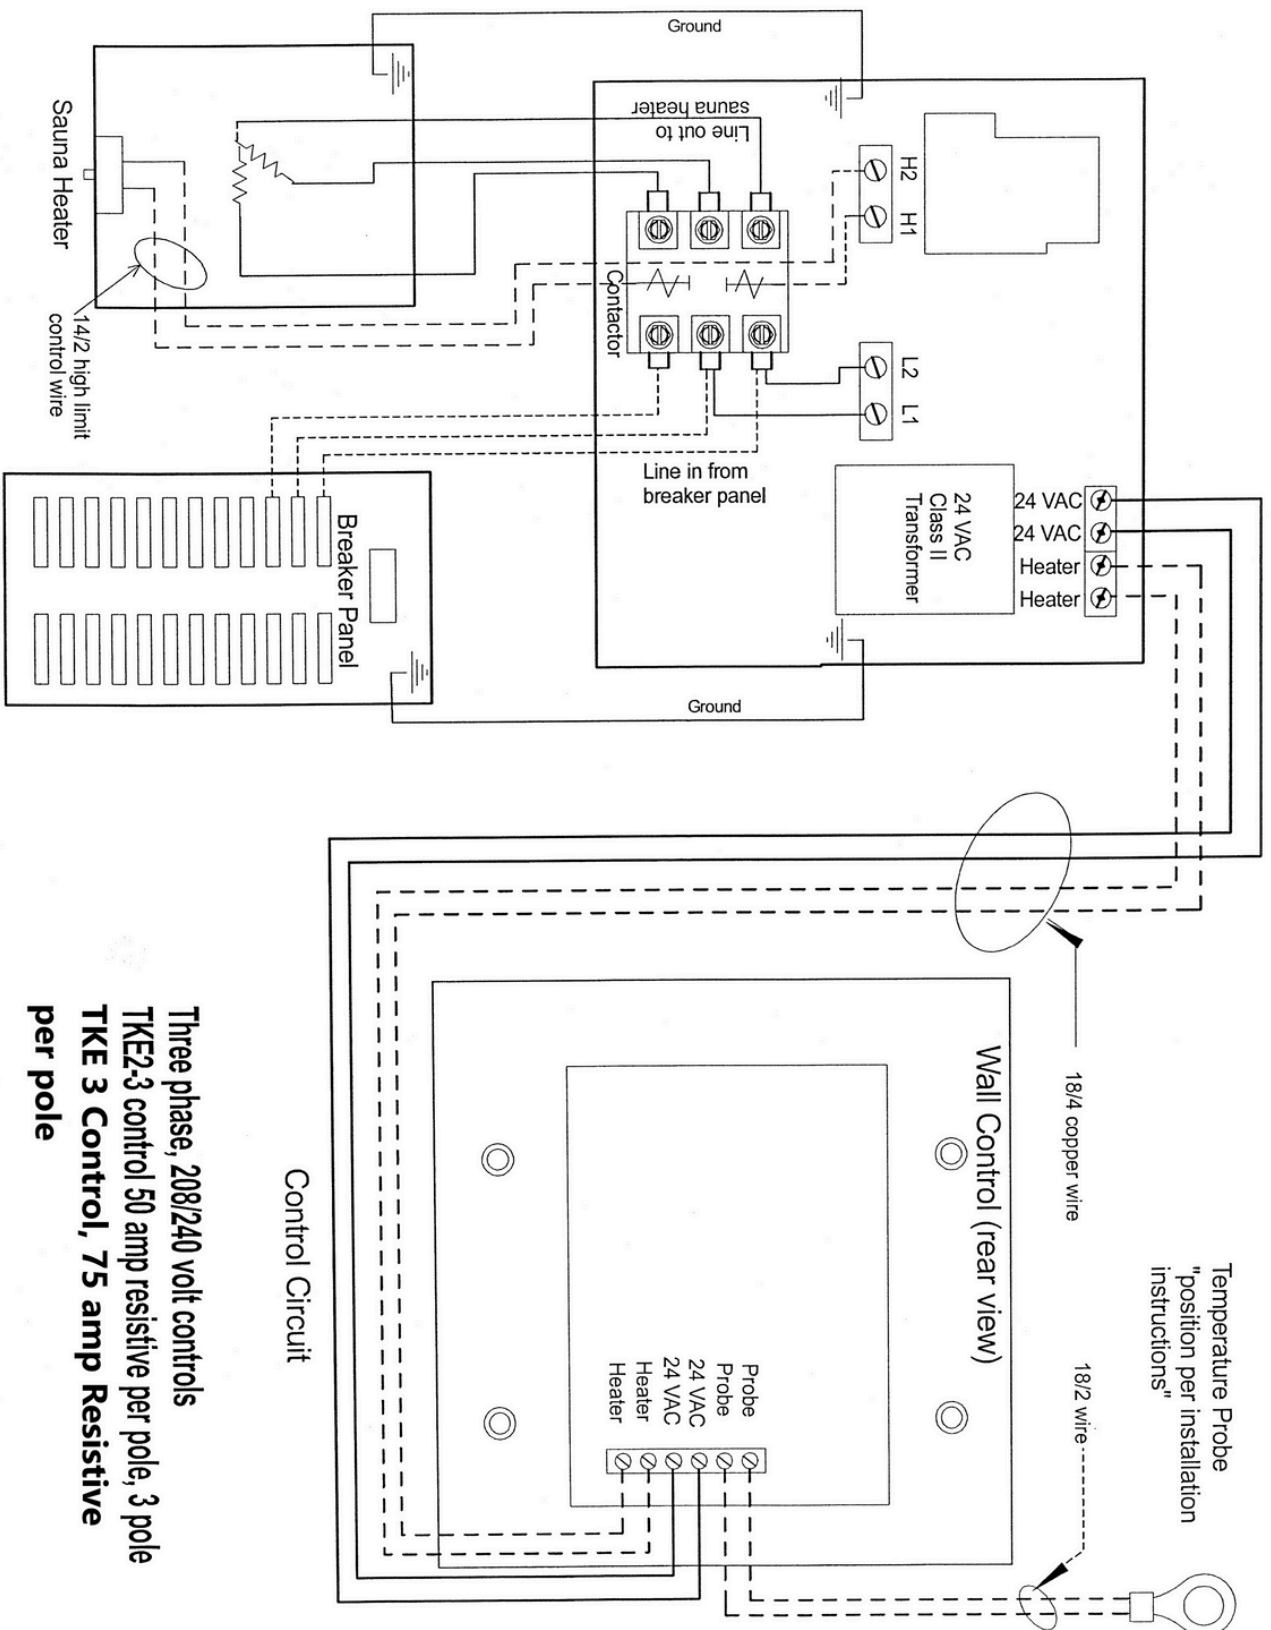 Ground
Line out to
sauna heater
Sauna Heater
14/2 high limit
control wire
H2
H1
Contactor
L2
L1
Line in from
breaker panel
24 VAC
Class II
Transformer
24 VAC
24 VAC
Heater
Heater
Breaker Panel
Ground
18/4 copper wire
Wall Control (rear view)
Temperature Probe
"position per installation
instructions"
18/2 wire
Probe
Probe
24 VAC
24 VAC
Heater
Heater
Control Circuit
Three phase, 208/240 volt controls
TKE2-3 control 50 amp resistive per pole, 3 pole
TKE 3 Control, 75 amp Resistive
per pole